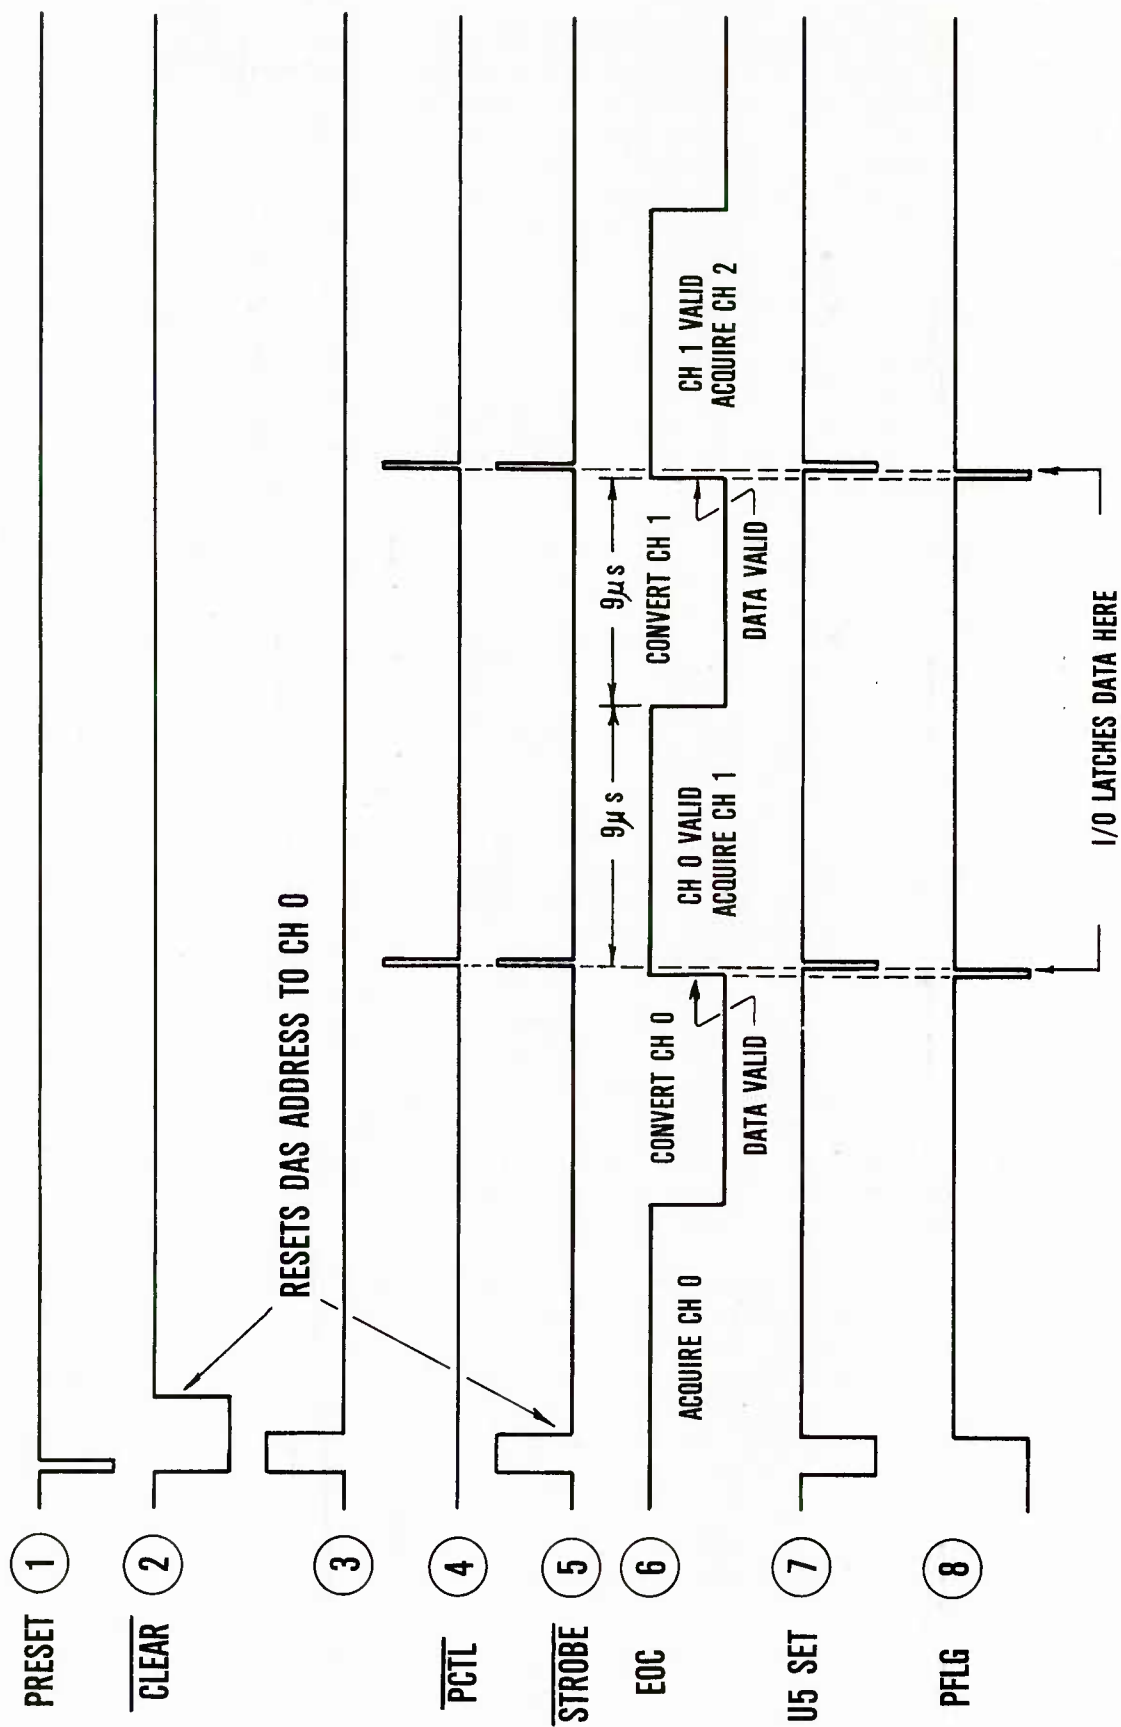 PRESET 1
CLEAR 2
RESETS DAS ADDRESS TO CH 0
3
PCTL 4
STROBE 5
9μs
9μs
EOC 6
ACQUIRE CH 0
CONVERT CH 0
CH 0 VALID
ACQUIRE CH 1
CONVERT CH 1
CH 1 VALID
ACQUIRE CH 2
DATA VALID
DATA VALID
U5 SET 7
PFLG 8
I/O LATCHES DATA HERE